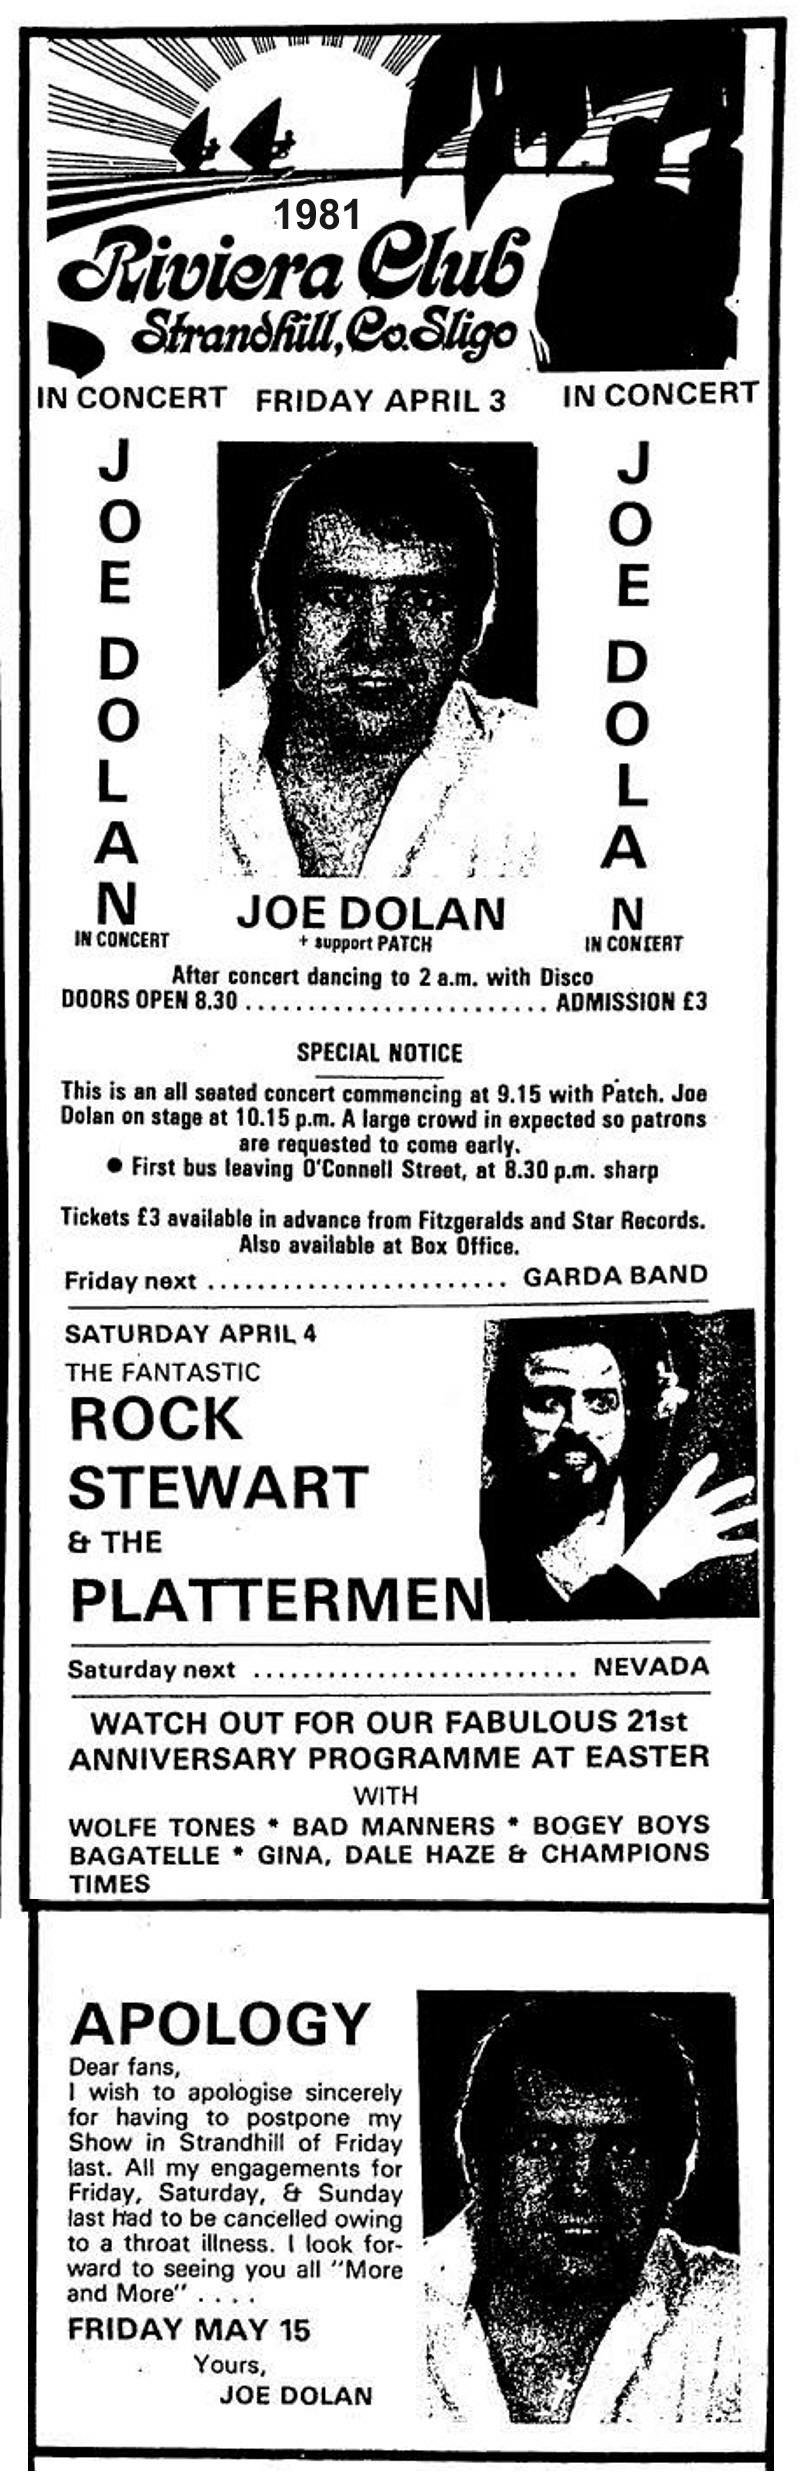 1981
Riviera Club
Strandhill, Co. Sligo
IN CONCERT FRIDAY APRIL 3 IN CONCERT
JOE DOLAN
JOE DOLAN
JOE DOLAN
IN CONCERT + support PATCH IN CONCERT
After concert dancing to 2 a.m. with Disco
DOORS OPEN 8.30 ........................ ADMISSION £3
SPECIAL NOTICE
This is an all seated concert commencing at 9.15 with Patch. Joe
Dolan on stage at 10.15 p.m. A large crowd in expected so patrons
are requested to come early.
● First bus leaving O'Connell Street, at 8.30 p.m. sharp
Tickets £3 available in advance from Fitzgeralds and Star Records.
Also available at Box Office.
Friday next ........................ GARDA BAND
SATURDAY APRIL 4
THE FANTASTIC
ROCK
STEWART
& THE
PLATTERMEN
Saturday next .......................... NEVADA
WATCH OUT FOR OUR FABULOUS 21st
ANNIVERSARY PROGRAMME AT EASTER
WITH
WOLFE TONES * BAD MANNERS * BOGEY BOYS
BAGATELLE * GINA, DALE HAZE & CHAMPIONS
TIMES
APOLOGY
Dear fans,
I wish to apologise sincerely
for having to postpone my
Show in Strandhill of Friday
last. All my engagements for
Friday, Saturday, & Sunday
last had to be cancelled owing
to a throat illness. I look for-
ward to seeing you all "More
and More" . . . .
FRIDAY MAY 15
Yours,
JOE DOLAN